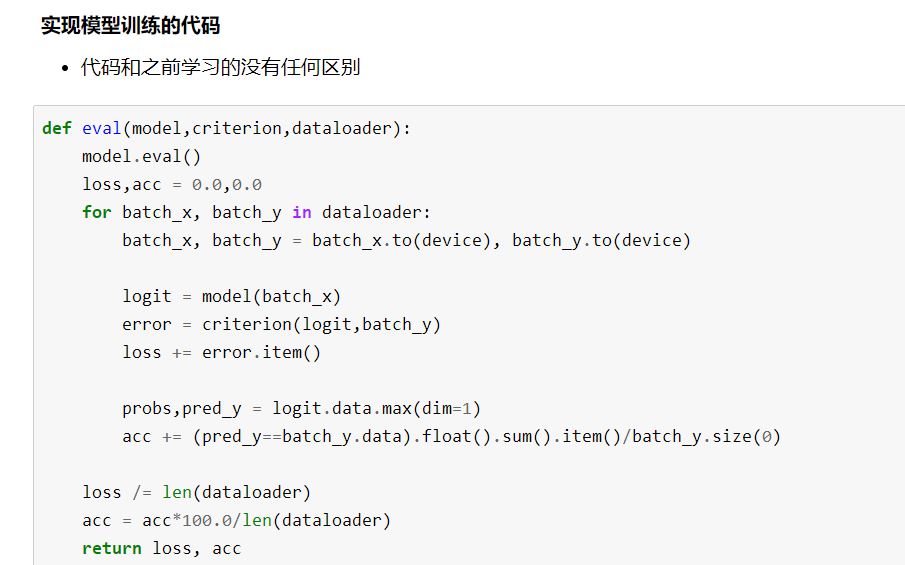 实现模型训练的代码
• 代码和之前学习的没有任何区别
def eval(model,criterion,dataloader):
    model.eval()
    loss,acc = 0.0,0.0
    for batch_x, batch_y in dataloader:
        batch_x, batch_y = batch_x.to(device), batch_y.to(device)

        logit = model(batch_x)
        error = criterion(logit,batch_y)
        loss += error.item()

        probs,pred_y = logit.data.max(dim=1)
        acc += (pred_y==batch_y.data).float().sum().item()/batch_y.size(0)

    loss /= len(dataloader)
    acc = acc*100.0/len(dataloader)
    return loss, acc